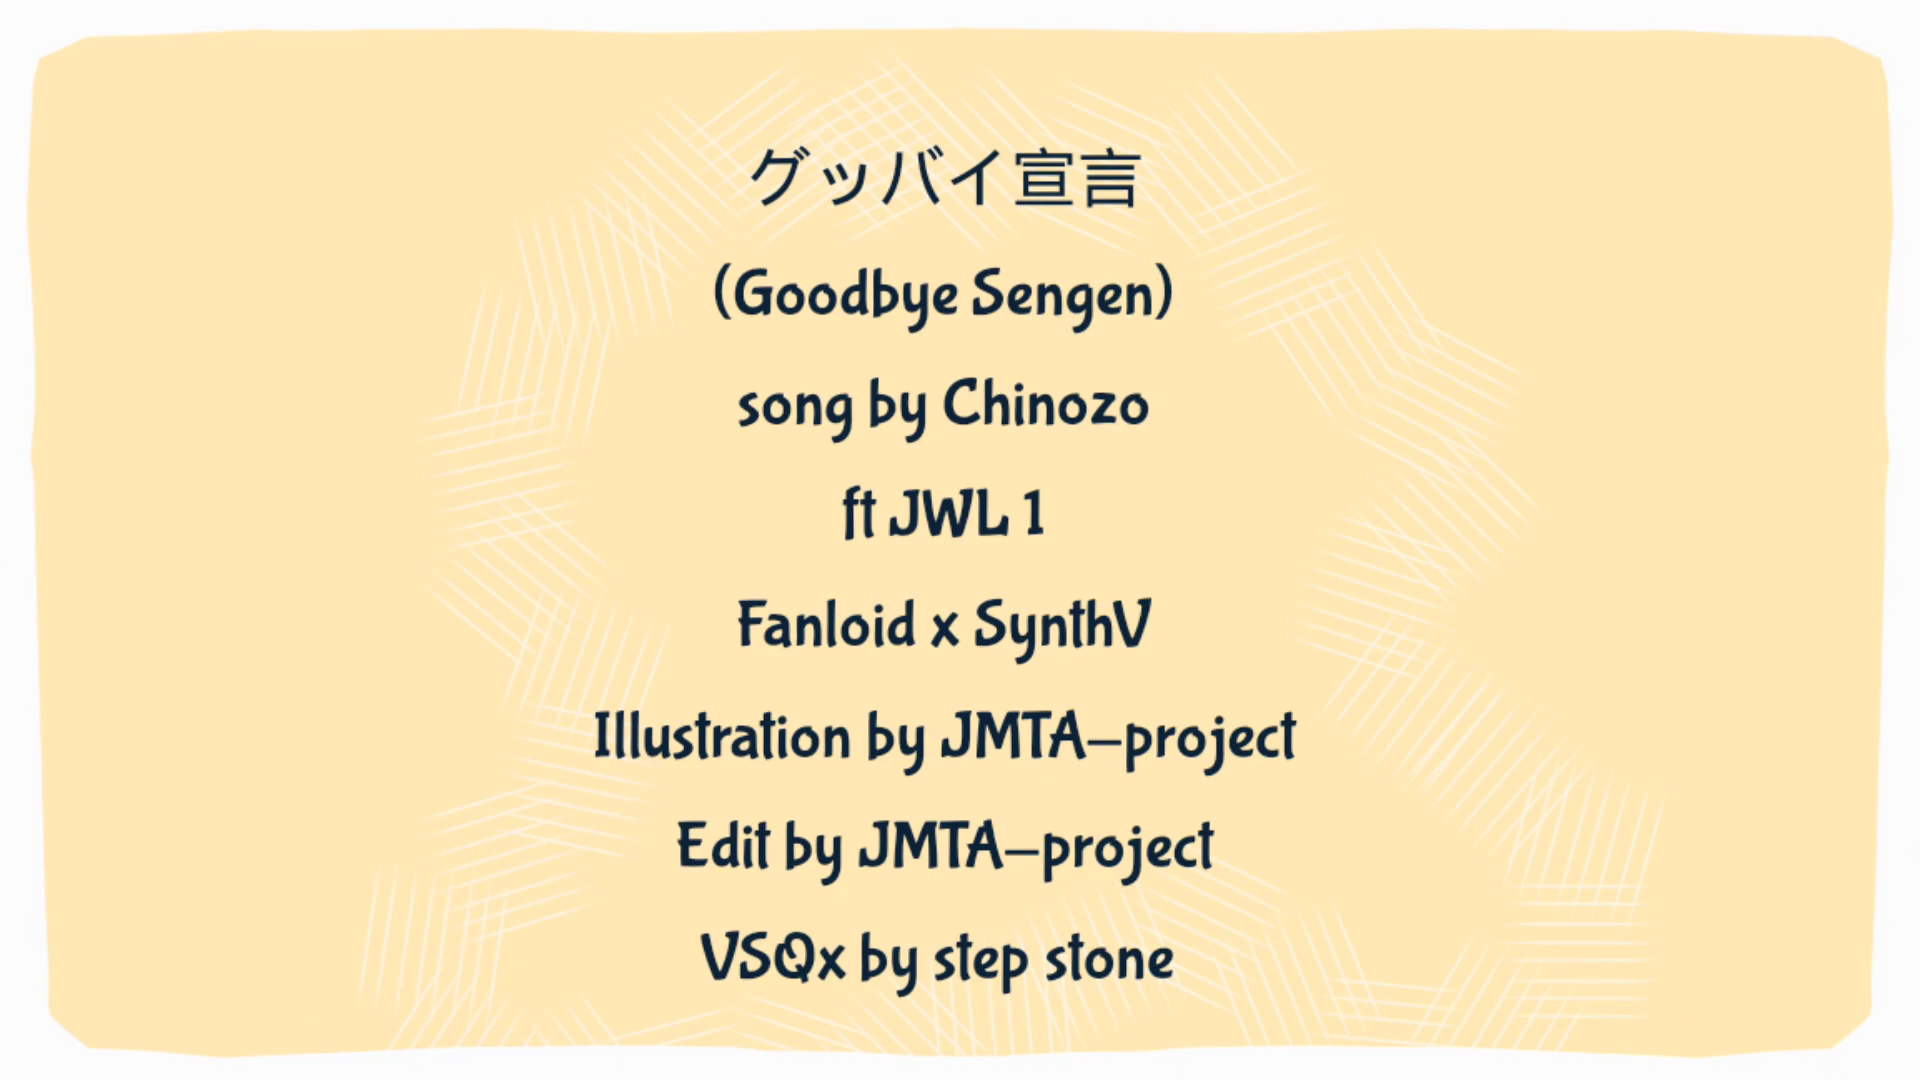 グッバイ宣言
(Goodbye Sengen)
song by Chinozo
ft JWL 1
Fanloid x SynthV
Illustration by JMTA-project
Edit by JMTA-project
VSQx by step stone